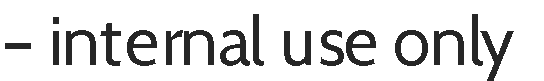 – internal use only